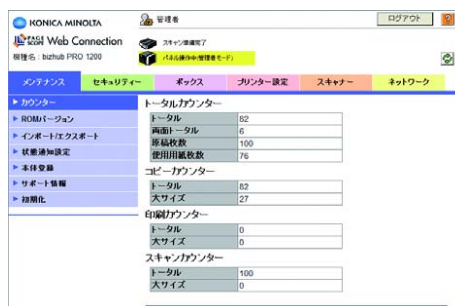 KONICA MINOLTA
管理者
ログアウト
PAGE SCOPE Web Connection
スキャン準備完了
機種名 : bizhub PRO 1200
パネル操作中(管理者モード)
メンテナンス
セキュリティー
ボックス
プリンター設定
スキャナー
ネットワーク
カウンター
ROMバージョン
インポート/エクスポート
状態通知設定
本体登録
サポート情報
初期化
トータルカウンター
トータル 82
両面トータル 6
原稿枚数 100
使用用紙枚数 76
コピーカウンター
トータル 82
大サイズ 27
印刷カウンター
トータル 0
大サイズ 0
スキャンカウンター
トータル 100
大サイズ 0